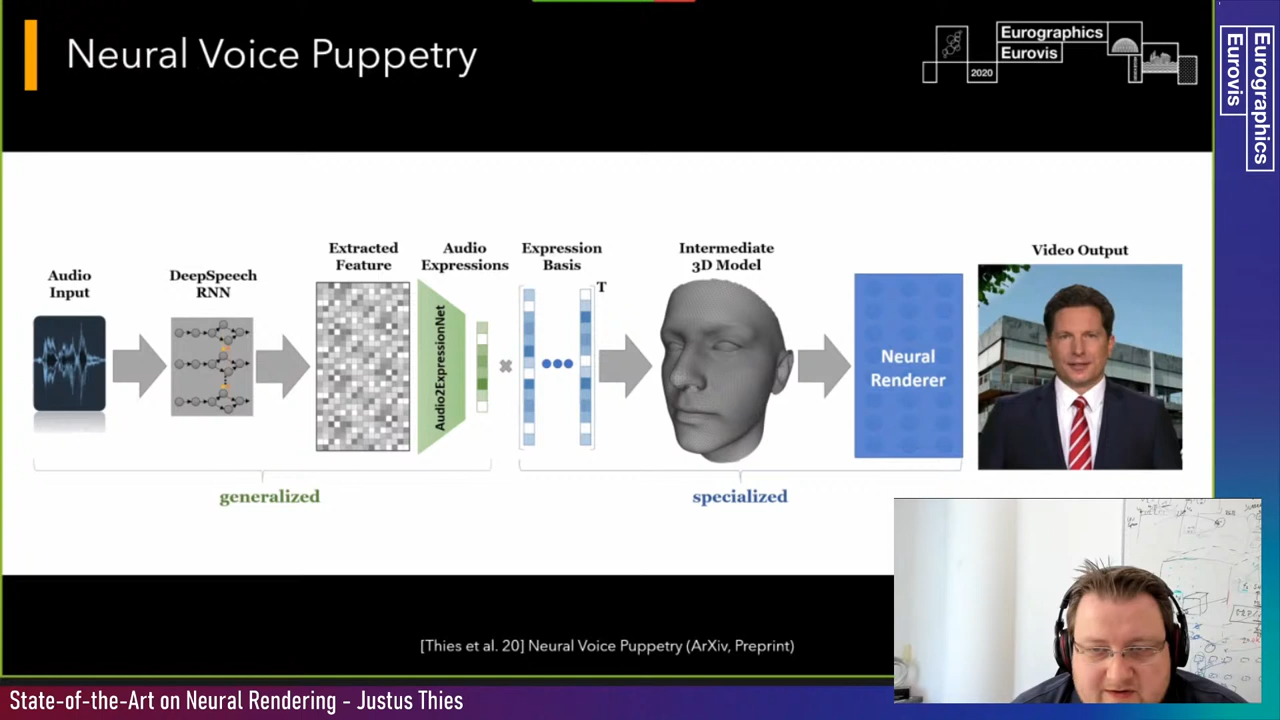 Neural Voice Puppetry
Eurographics
Eurovis
2020
Eurographics
Eurovis
Audio
Input
DeepSpeech
RNN
Extracted
Feature
Audio
Expressions
Expression
Basis
Intermediate
3D Model
Video Output
Audio2ExpressionNet
T
Neural
Renderer
generalized
specialized
[Thies et al. 20] Neural Voice Puppetry (ArXiv, Preprint)
State-of-the-Art on Neural Rendering - Justus Thies